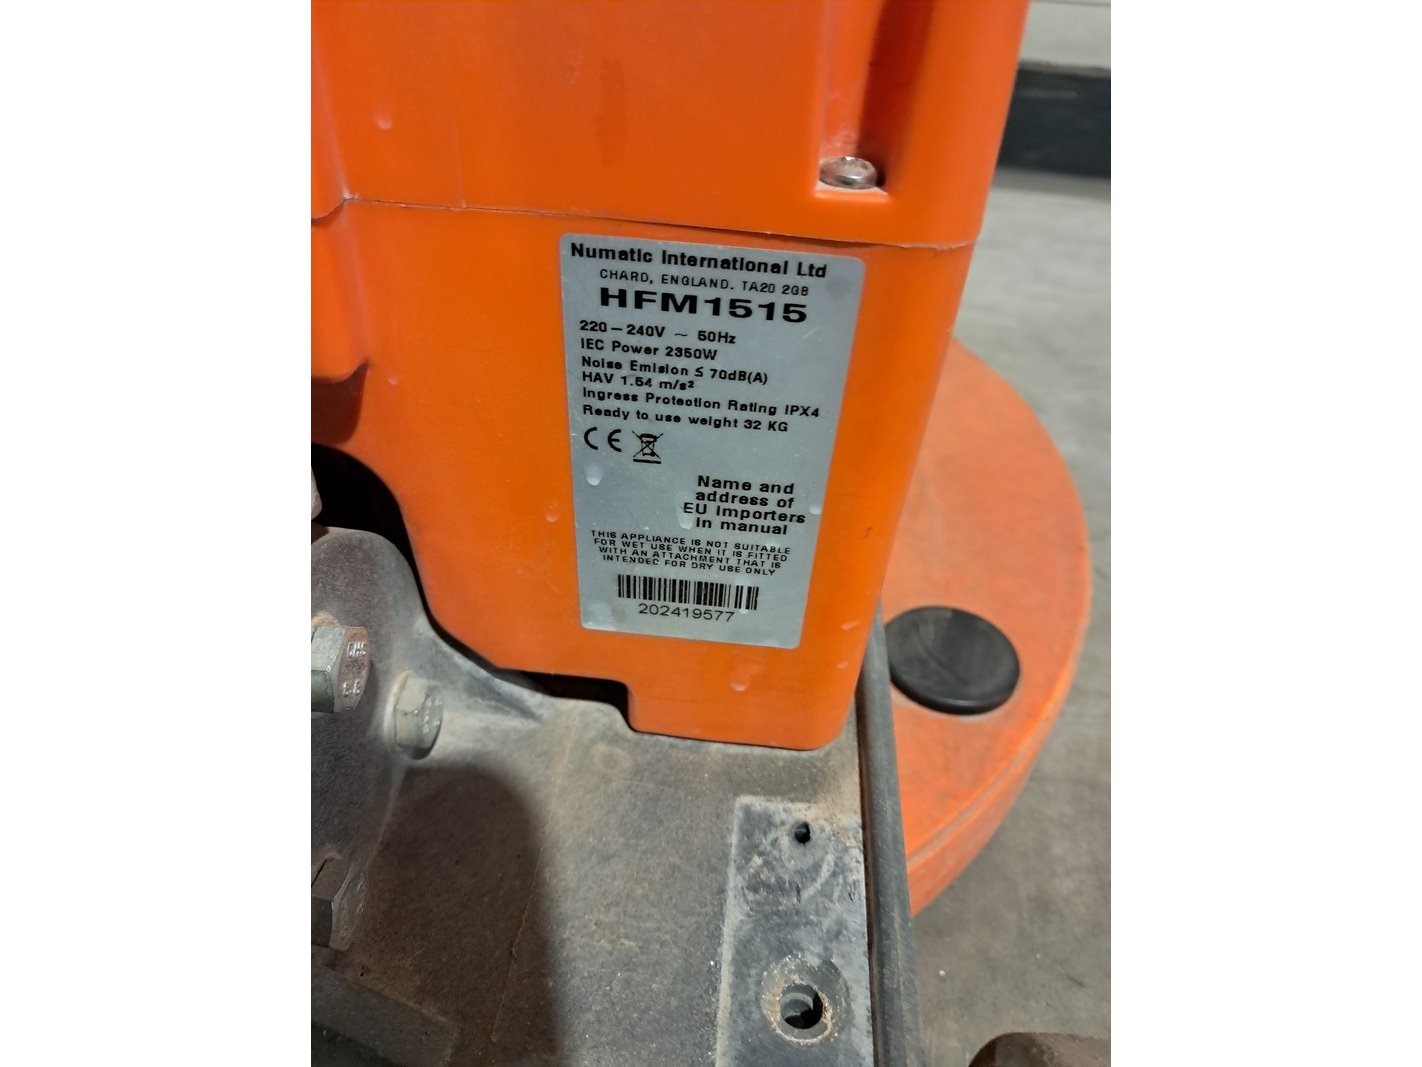 Numatic International Ltd
CHARD, ENGLAND. TA20 2GB
HFM1515
220-240V ~ 50Hz
IEC Power 2350W
Noise Emision ≤ 70dB(A)
HAV 1.54 m/s²
Ingress Protection Rating IPX4
Ready to use weight 32 KG
CE
Name and
address of
EU Importers
in manual
THIS APPLIANCE IS NOT SUITABLE
FOR WET USE WHEN IT IS FITTED
WITH AN ATTACHMENT THAT IS
INTENDED FOR DRY USE ONLY
202419577